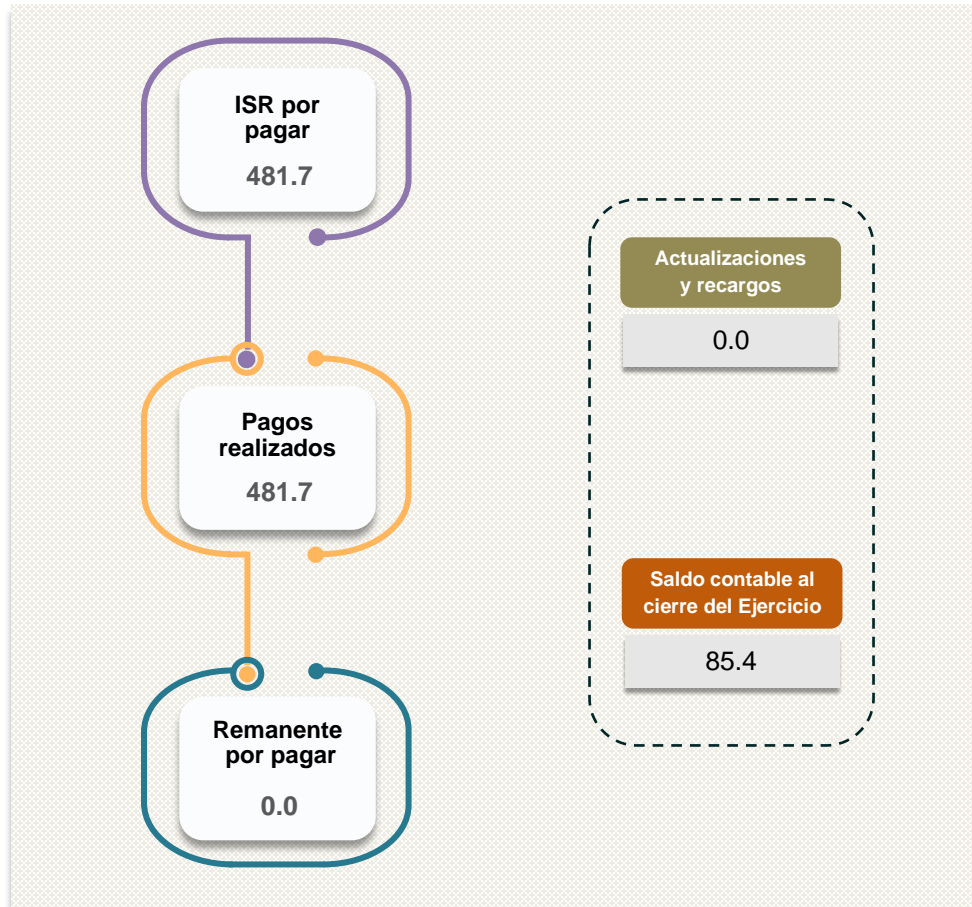 ISR por
pagar
481.7
Pagos
realizados
481.7
Remanente
por pagar
0.0
Actualizaciones
y recargos
0.0
Saldo contable al
cierre del Ejercicio
85.4